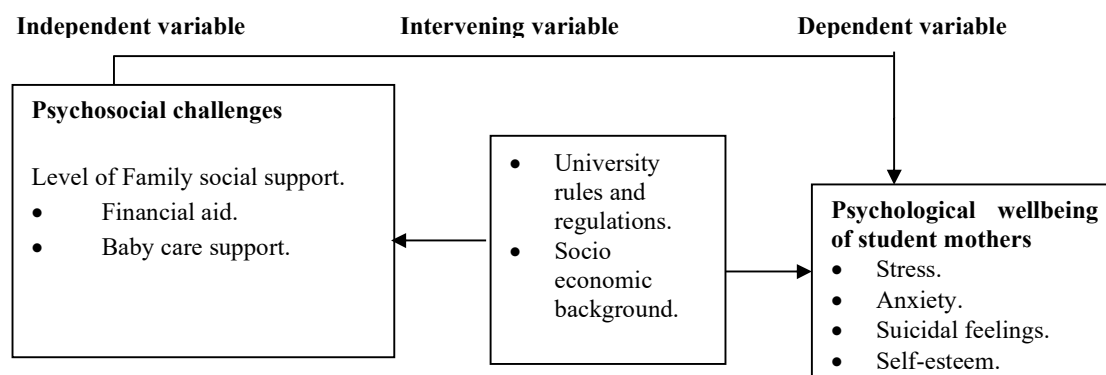 Independent variable Intervening variable Dependent variable
Psychosocial challenges
Level of Family social support.
• Financial aid.
• Baby care support.
• University
rules and
regulations.
• Socio
economic
background.
Psychological wellbeing
of student mothers
• Stress.
• Anxiety.
• Suicidal feelings.
• Self-esteem.